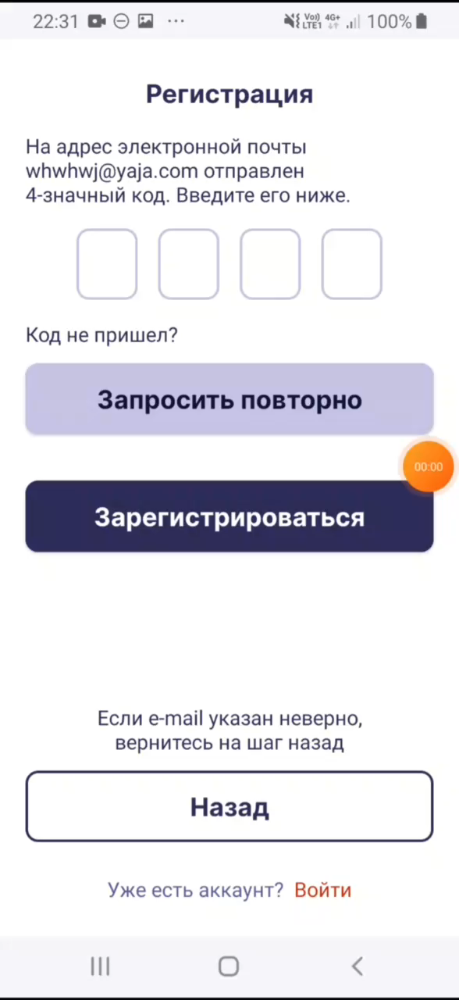 22:31
Vo) 4G+
LTE1
100%
Регистрация
На адрес электронной почты
whwhwj@yaja.com отправлен
4-значный код. Введите его ниже.
Код не пришел?
Запросить повторно
00:00
Зарегистрироваться
Если e-mail указан неверно,
вернитесь на шаг назад
Назад
Уже есть аккаунт? Войти